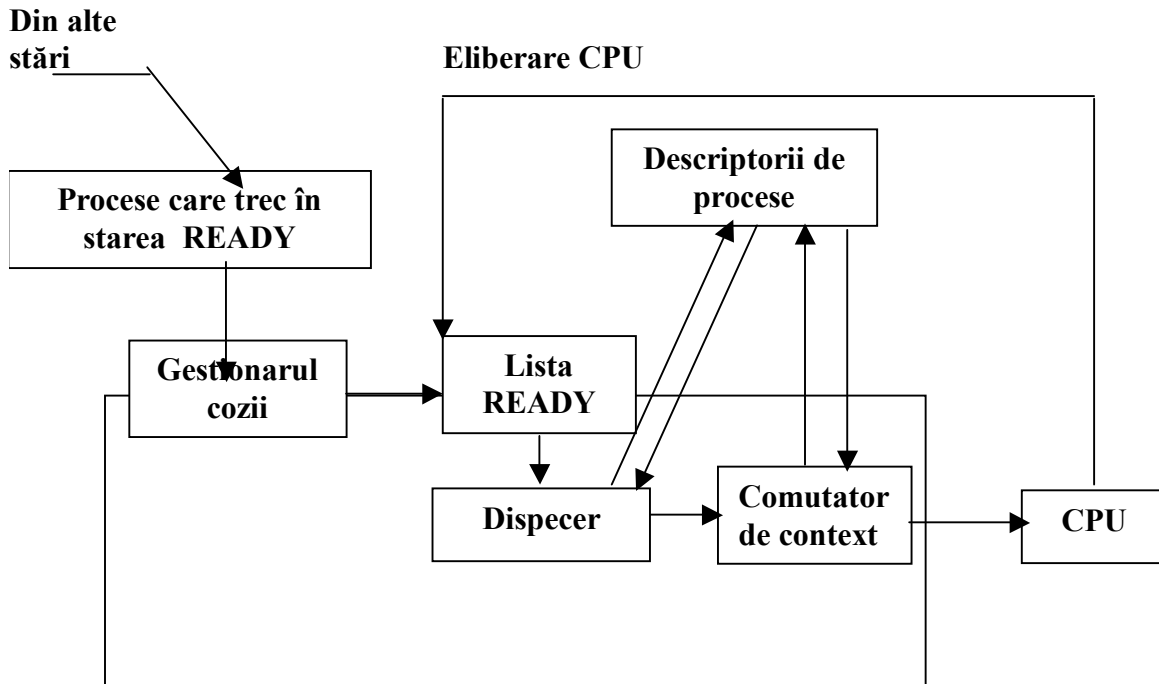 Din alte
stări
Eliberare CPU
Descriptorii de
procese
Procese care trec în
starea READY
Gestionarul
cozii
Lista
READY
Dispecer
Comutator
de context
CPU